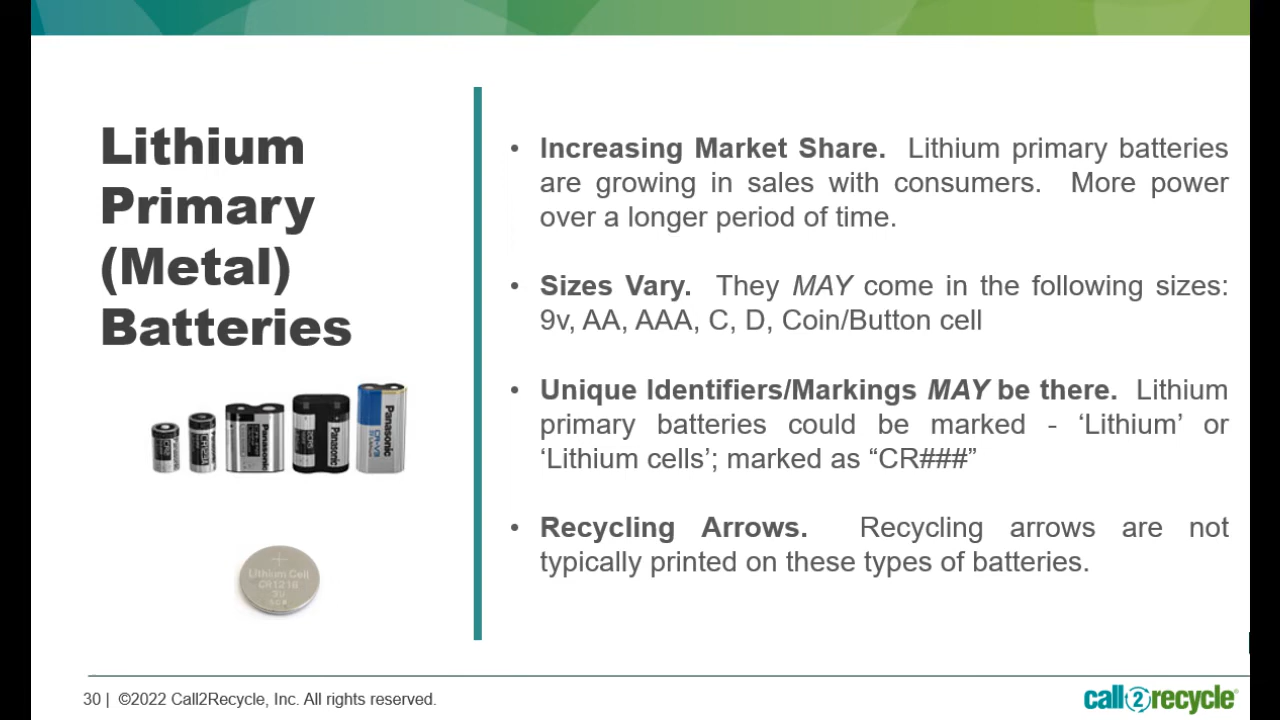 Lithium
Primary
(Metal)
Batteries
Panasonic
Panasonic
Panasonic
Lithium Cell
CR1216
3V
• Increasing Market Share. Lithium primary batteries
are growing in sales with consumers. More power
over a longer period of time.
• Sizes Vary. They MAY come in the following sizes:
9v, AA, AAA, C, D, Coin/Button cell
• Unique Identifiers/Markings MAY be there. Lithium
primary batteries could be marked - ‘Lithium’ or
‘Lithium cells’; marked as “CR###”
• Recycling Arrows. Recycling arrows are not
typically printed on these types of batteries.
30 | ©2022 Call2Recycle, Inc. All rights reserved.
call2recycle®